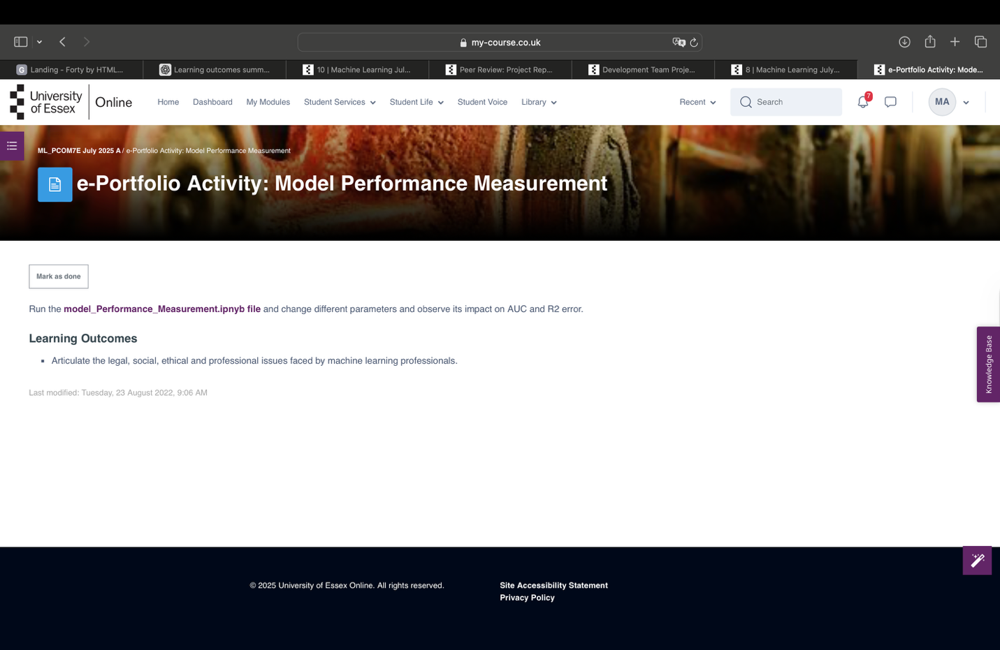 my-course.co.uk
G Landing - Forty by HTML...
Learning outcomes summ...
10 | Machine Learning Jul...
Peer Review: Project Rep...
Development Team Proje...
8 | Machine Learning July...
e-Portfolio Activity: Mode...
University of Essex Online
Home
Dashboard
My Modules
Student Services
Student Life
Student Voice
Library
Recent
Search
7
MA
ML_PCOM7E July 2025 A / e-Portfolio Activity: Model Performance Measurement
e-Portfolio Activity: Model Performance Measurement
Mark as done
Run the model_Performance_Measurement.ipnyb file and change different parameters and observe its impact on AUC and R2 error.
Learning Outcomes
▪ Articulate the legal, social, ethical and professional issues faced by machine learning professionals.
Last modified: Tuesday, 23 August 2022, 9:06 AM
Knowledge Base
© 2025 University of Essex Online. All rights reserved.
Site Accessibility Statement
Privacy Policy